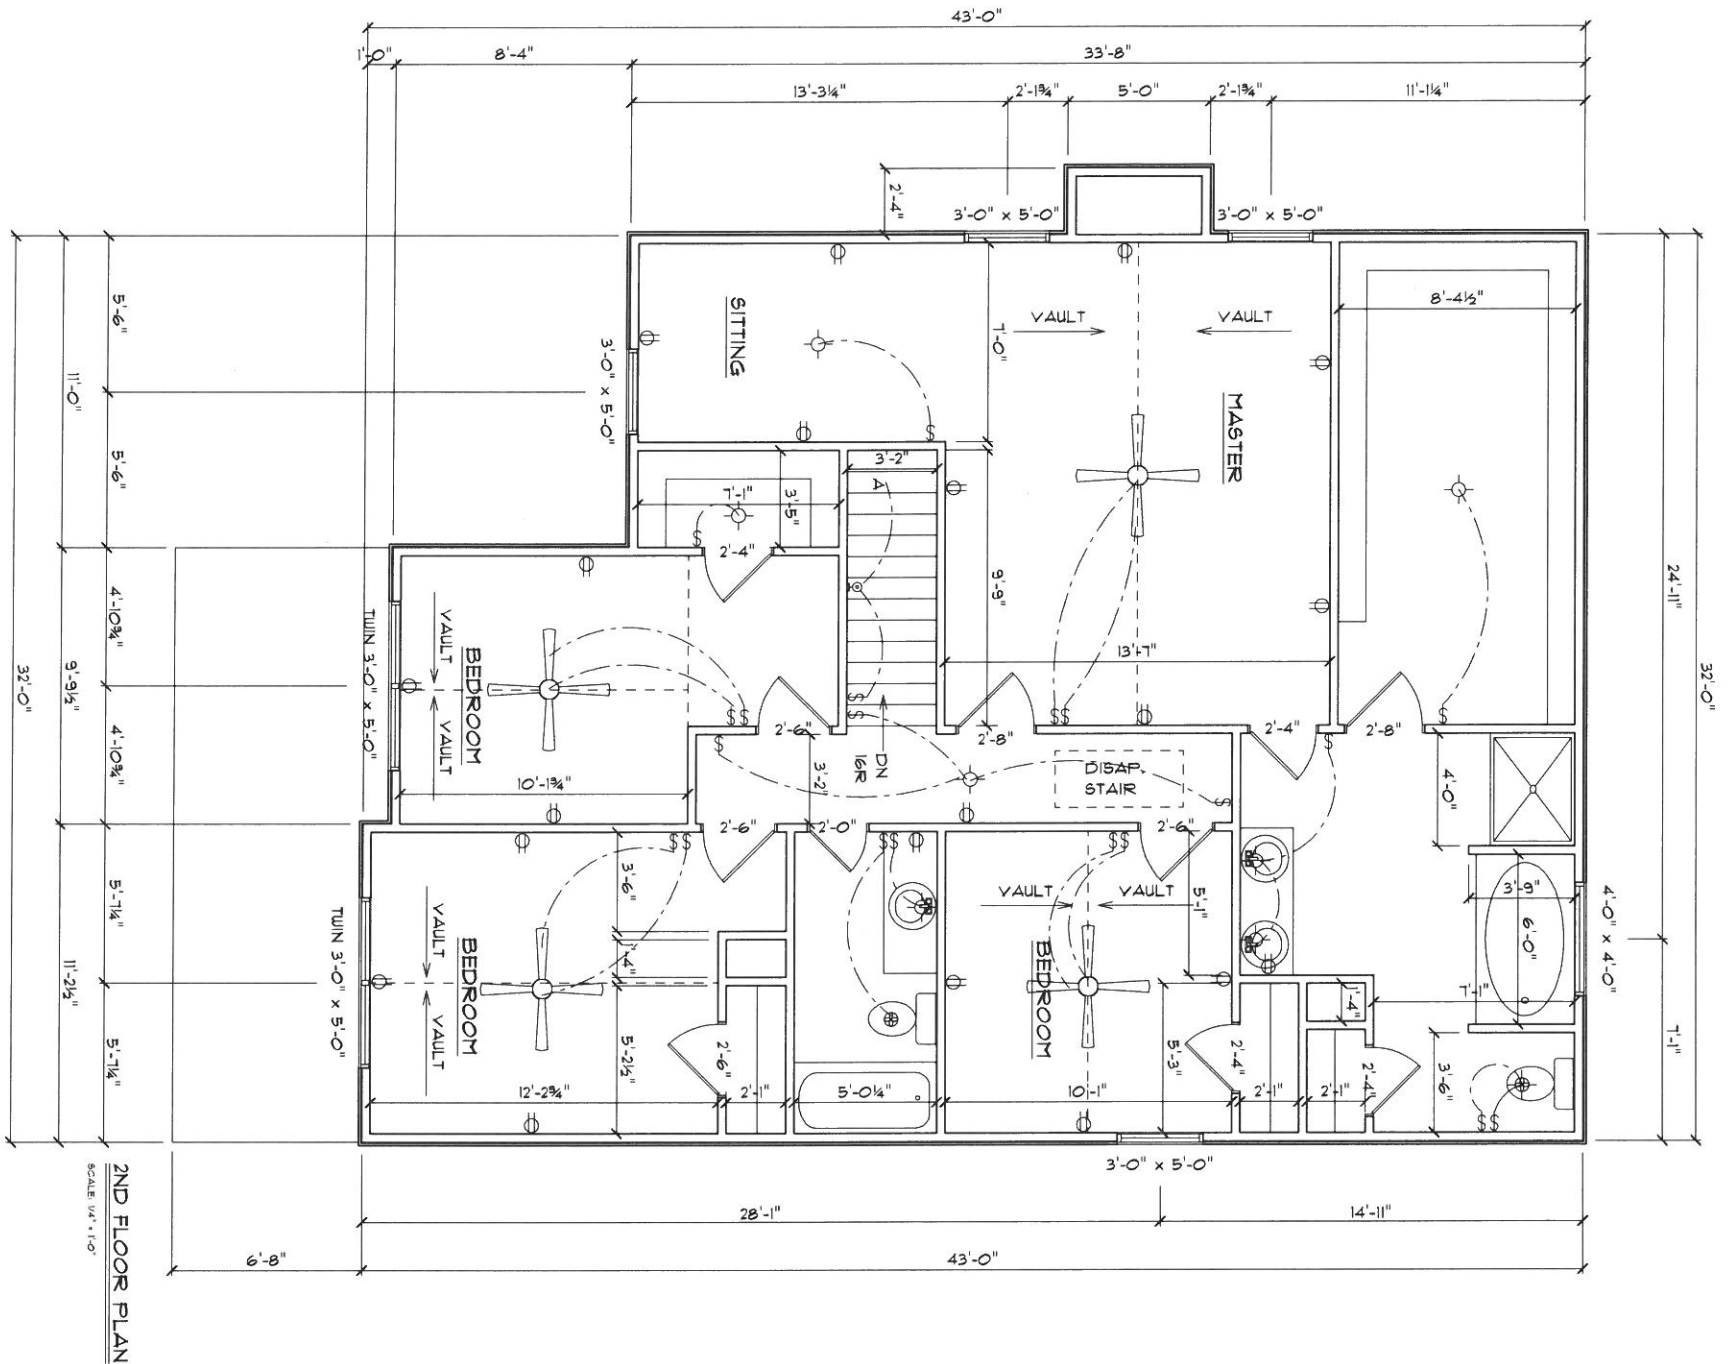 43'-0"
1'-0"
8'-4"
33'-8"
13'-3¼"
2'-1¾"
5'-0"
2'-1¾"
11'-1¼"
2'-4"
3'-0" x 5'-0"
3'-0" x 5'-0"
5'-6"
11'-0"
5'-6"
3'-0" x 5'-0"
SITTING
7'-0"
VAULT
VAULT
8'-4½"
MASTER
24'-11"
32'-0"
3'-2"
A
7'-1"
3'-5"
2'-4"
9'-9"
13'-7"
4'-10¾"
9'-9½"
4'-10¾"
32'-0"
TWIN 3'-0" x 5'-0"
VAULT
VAULT
BEDROOM
10'-1¾"
2'-6"
3'-2"
DN
16R
2'-8"
DISAP.
STAIR
2'-4"
2'-8"
4'-0"
2'-6"
2'-0"
2'-6"
3'-9"
6'-0"
4'-0" x 4'-0"
5'-7¼"
11'-2½"
5'-7¼"
TWIN 3'-0" x 5'-0"
VAULT
VAULT
BEDROOM
3'-6"
1'-4"
5'-2½"
12'-2¾"
2'-6"
2'-1"
5'-0¼"
VAULT
VAULT
BEDROOM
5'-1"
5'-3"
10'-1"
2'-4"
2'-1"
1'-4"
2'-1"
2'-4"
7'-1"
3'-6"
7'-1"
3'-0" x 5'-0"
28'-1"
14'-11"
6'-8"
43'-0"
2ND FLOOR PLAN
SCALE: 1/4" = 1'-0"